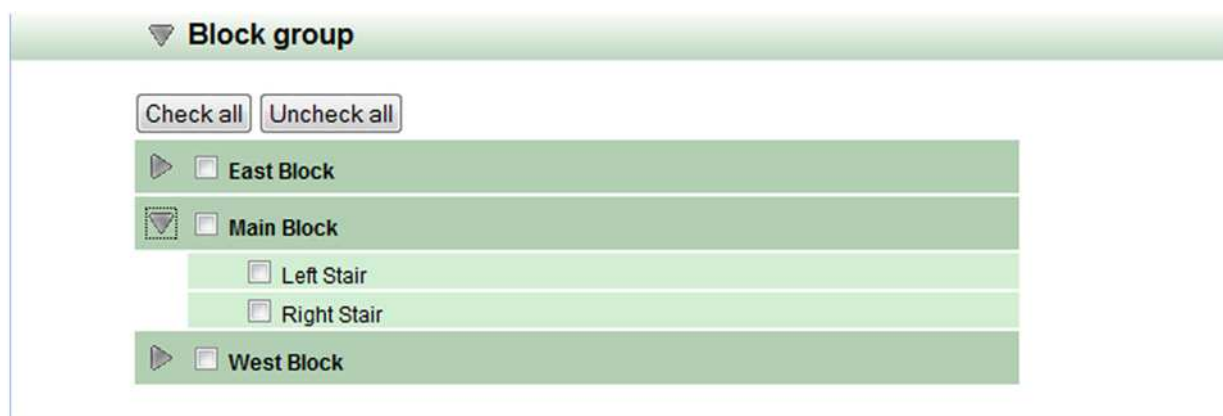 Block group
Check all Uncheck all
East Block
Main Block
Left Stair
Right Stair
West Block